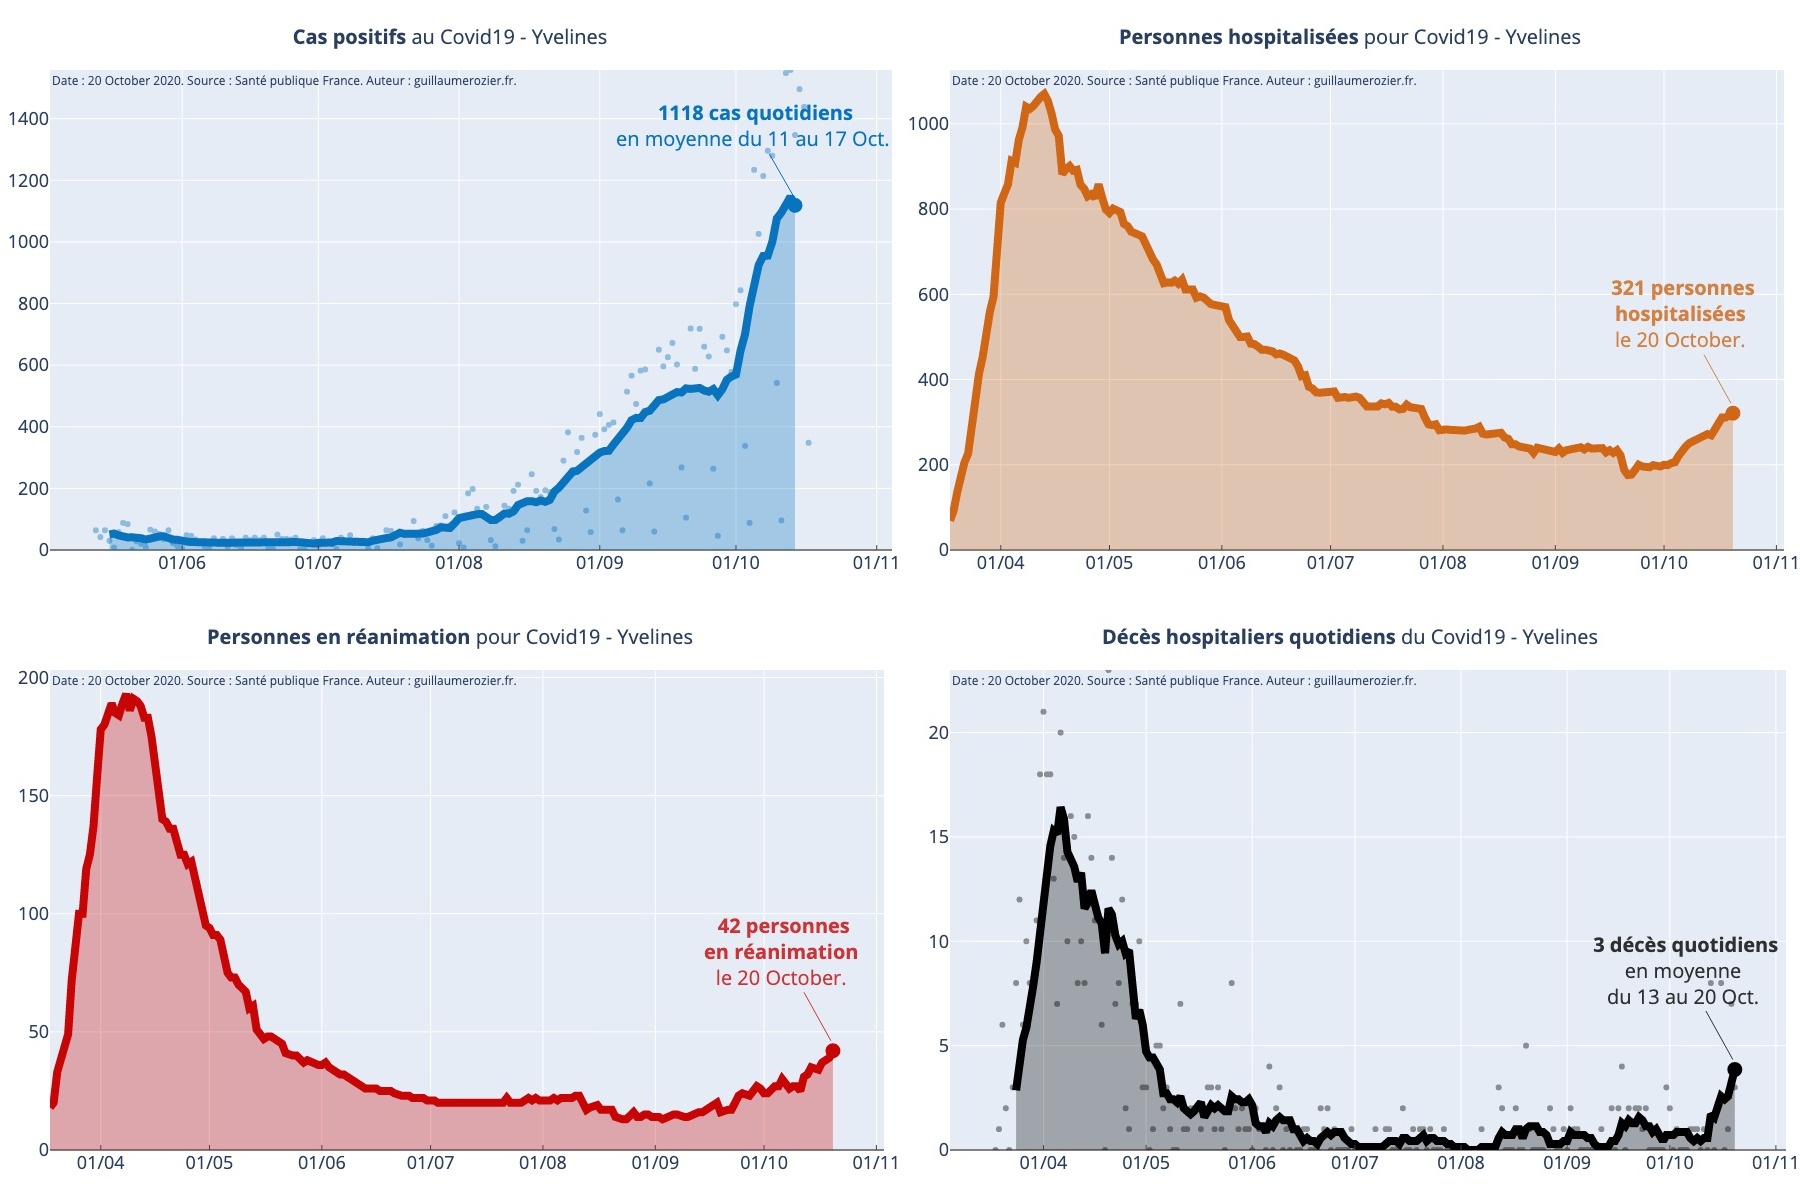 Cas positifs au Covid19 - Yvelines
Date : 20 October 2020. Source : Santé publique France. Auteur : guillaumerozier.fr.
1118 cas quotidiens
en moyenne du 11 au 17 Oct.
1400
1200
1000
800
600
400
200
0
01/06 01/07 01/08 01/09 01/10 01/11
Personnes hospitalisées pour Covid19 - Yvelines
Date : 20 October 2020. Source : Santé publique France. Auteur : guillaumerozier.fr.
1000
800
600
400
200
0
321 personnes
hospitalisées
le 20 October.
01/04 01/05 01/06 01/07 01/08 01/09 01/10 01/11
Personnes en réanimation pour Covid19 - Yvelines
200
Date : 20 October 2020. Source : Santé publique France. Auteur : guillaumerozier.fr.
150
100
50
0
42 personnes
en réanimation
le 20 October.
01/04 01/05 01/06 01/07 01/08 01/09 01/10 01/11
Décès hospitaliers quotidiens du Covid19 - Yvelines
Date : 20 October 2020. Source : Santé publique France. Auteur : guillaumerozier.fr.
20
15
10
5
0
3 décès quotidiens
en moyenne
du 13 au 20 Oct.
01/04 01/05 01/06 01/07 01/08 01/09 01/10 01/11